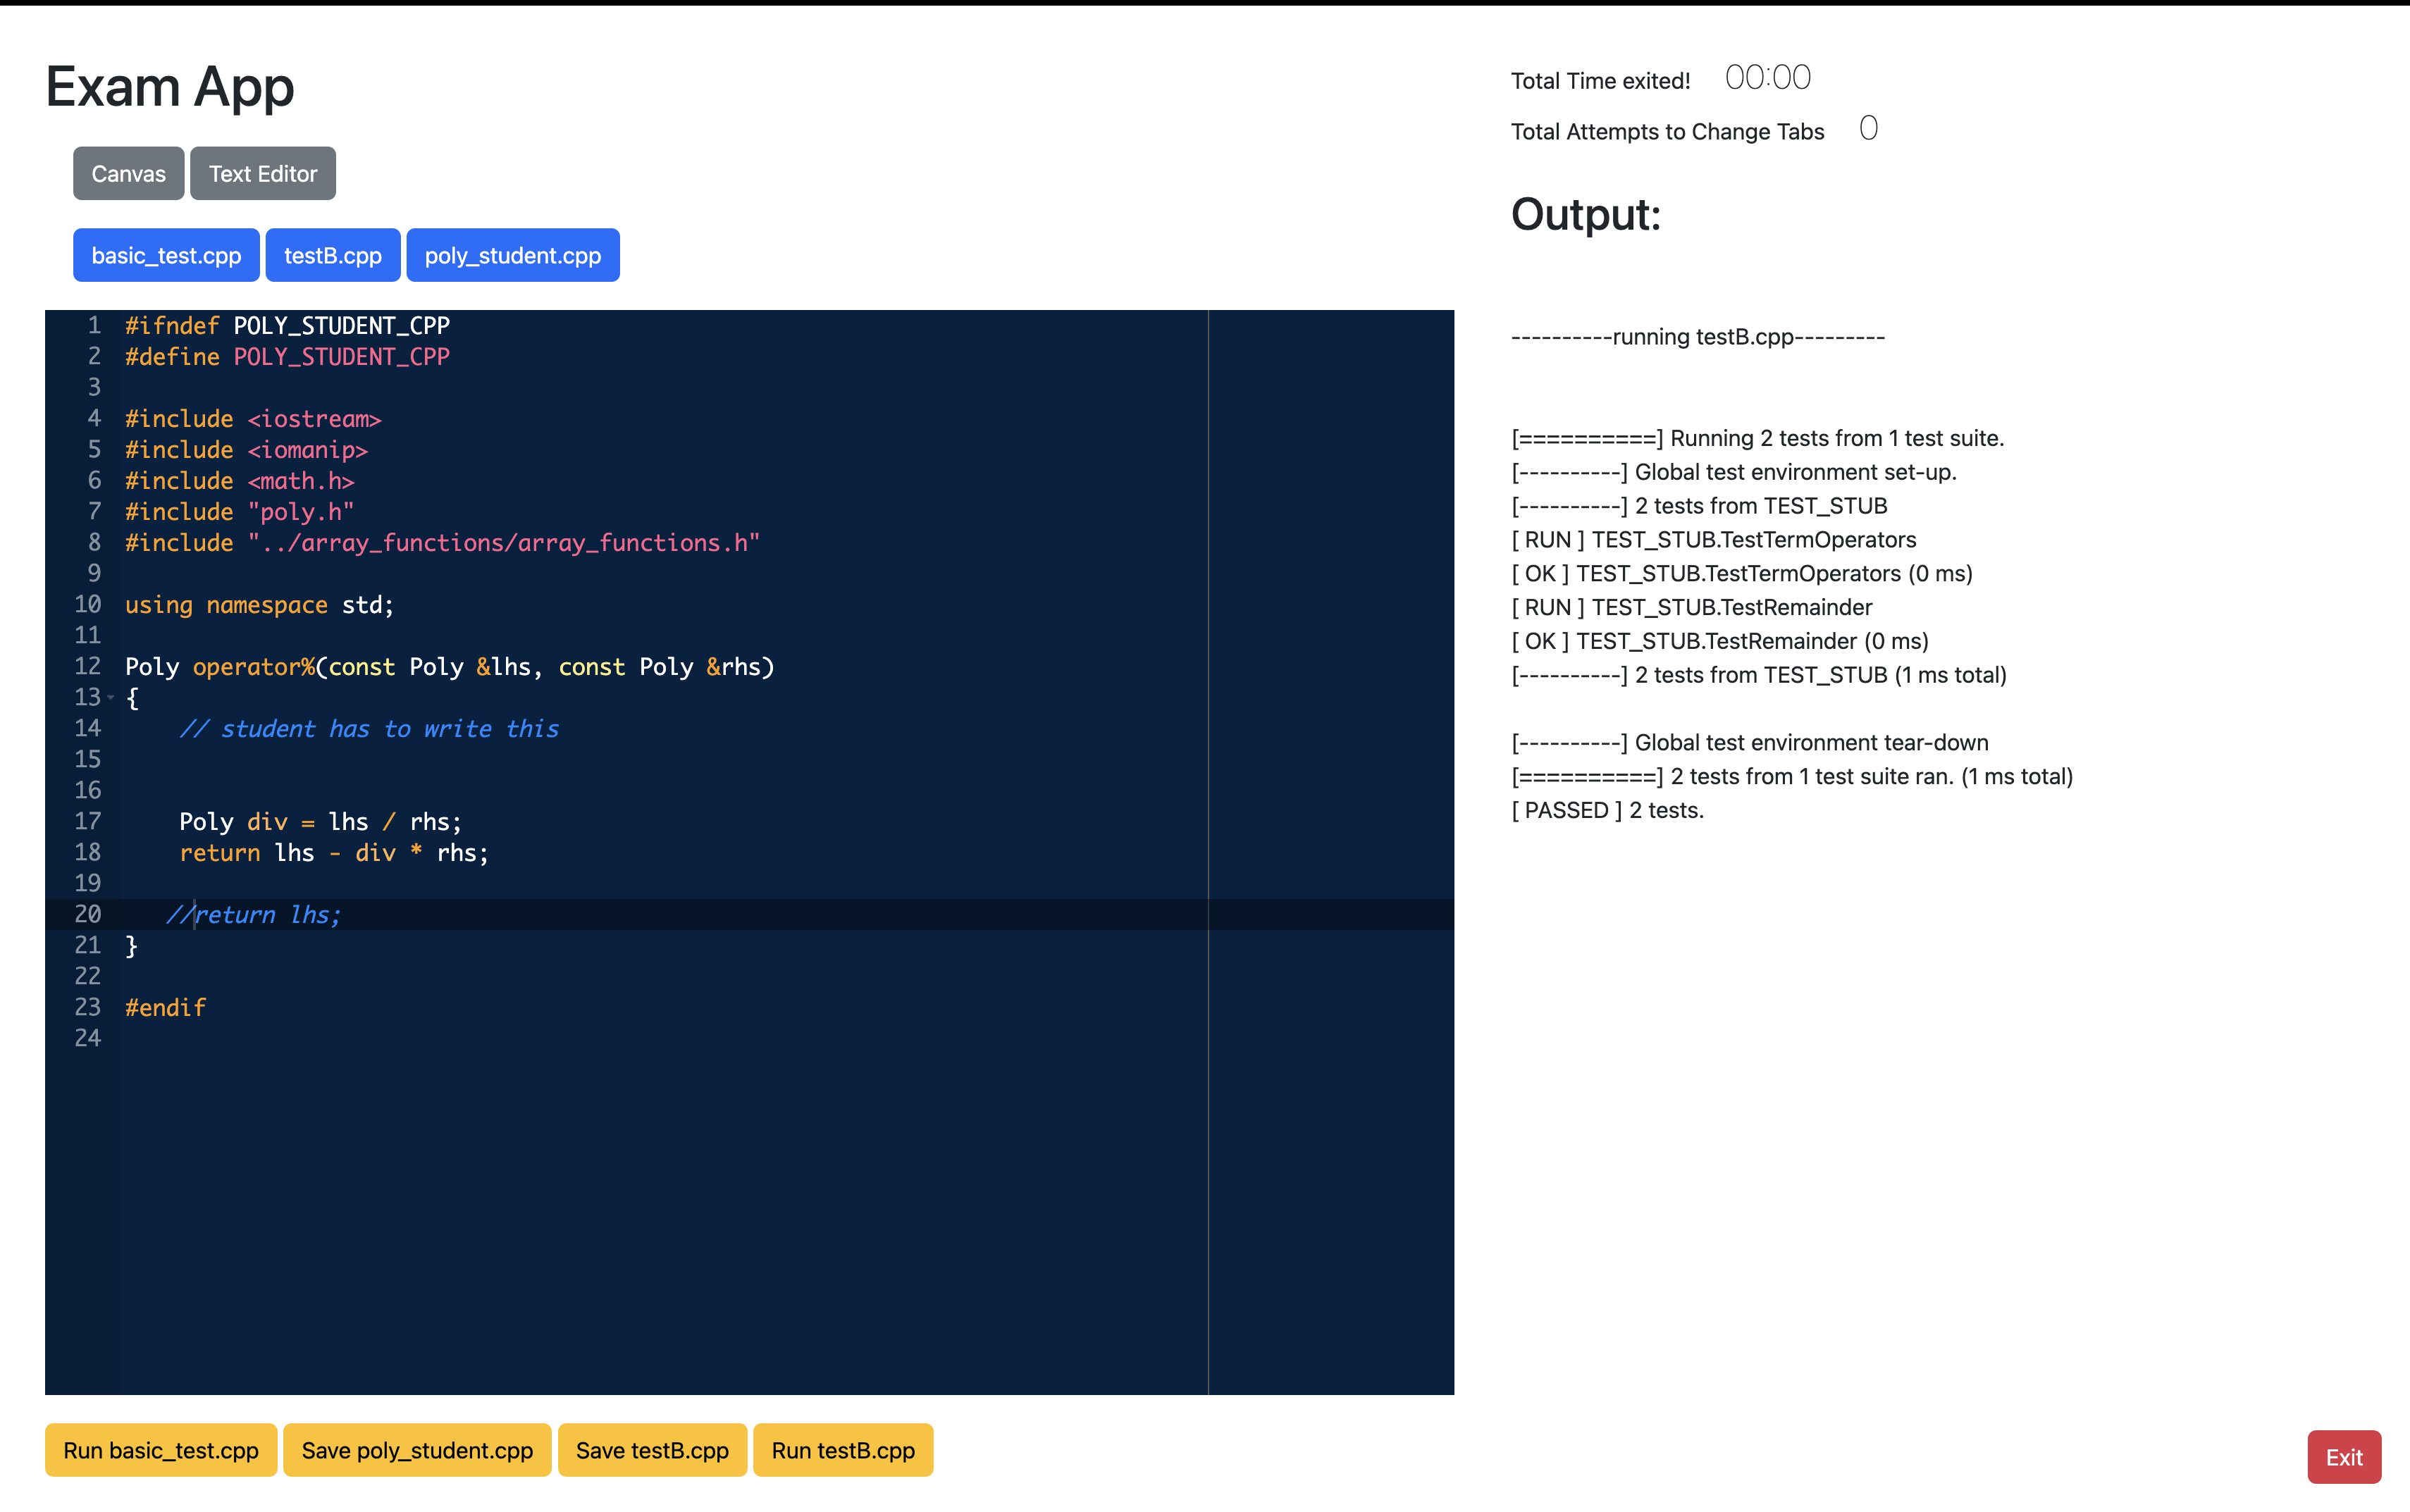 Exam App
Canvas Text Editor
basic_test.cpp testB.cpp poly_student.cpp
1 #ifndef POLY_STUDENT_CPP
2 #define POLY_STUDENT_CPP
3
4 #include <iostream>
5 #include <iomanip>
6 #include <math.h>
7 #include "poly.h"
8 #include "../array_functions/array_functions.h"
9
10 using namespace std;
11
12 Poly operator%(const Poly &lhs, const Poly &rhs)
13 {
14     // student has to write this
15
16
17     Poly div = lhs / rhs;
18     return lhs - div * rhs;
19
20    //return lhs;
21 }
22
23 #endif
24
Run basic_test.cpp Save poly_student.cpp Save testB.cpp Run testB.cpp
Total Time exited! 00:00
Total Attempts to Change Tabs 0
Output:
----------running testB.cpp---------
[==========] Running 2 tests from 1 test suite.
[----------] Global test environment set-up.
[----------] 2 tests from TEST_STUB
[ RUN ] TEST_STUB.TestTermOperators
[ OK ] TEST_STUB.TestTermOperators (0 ms)
[ RUN ] TEST_STUB.TestRemainder
[ OK ] TEST_STUB.TestRemainder (0 ms)
[----------] 2 tests from TEST_STUB (1 ms total)
[----------] Global test environment tear-down
[==========] 2 tests from 1 test suite ran. (1 ms total)
[ PASSED ] 2 tests.
Exit